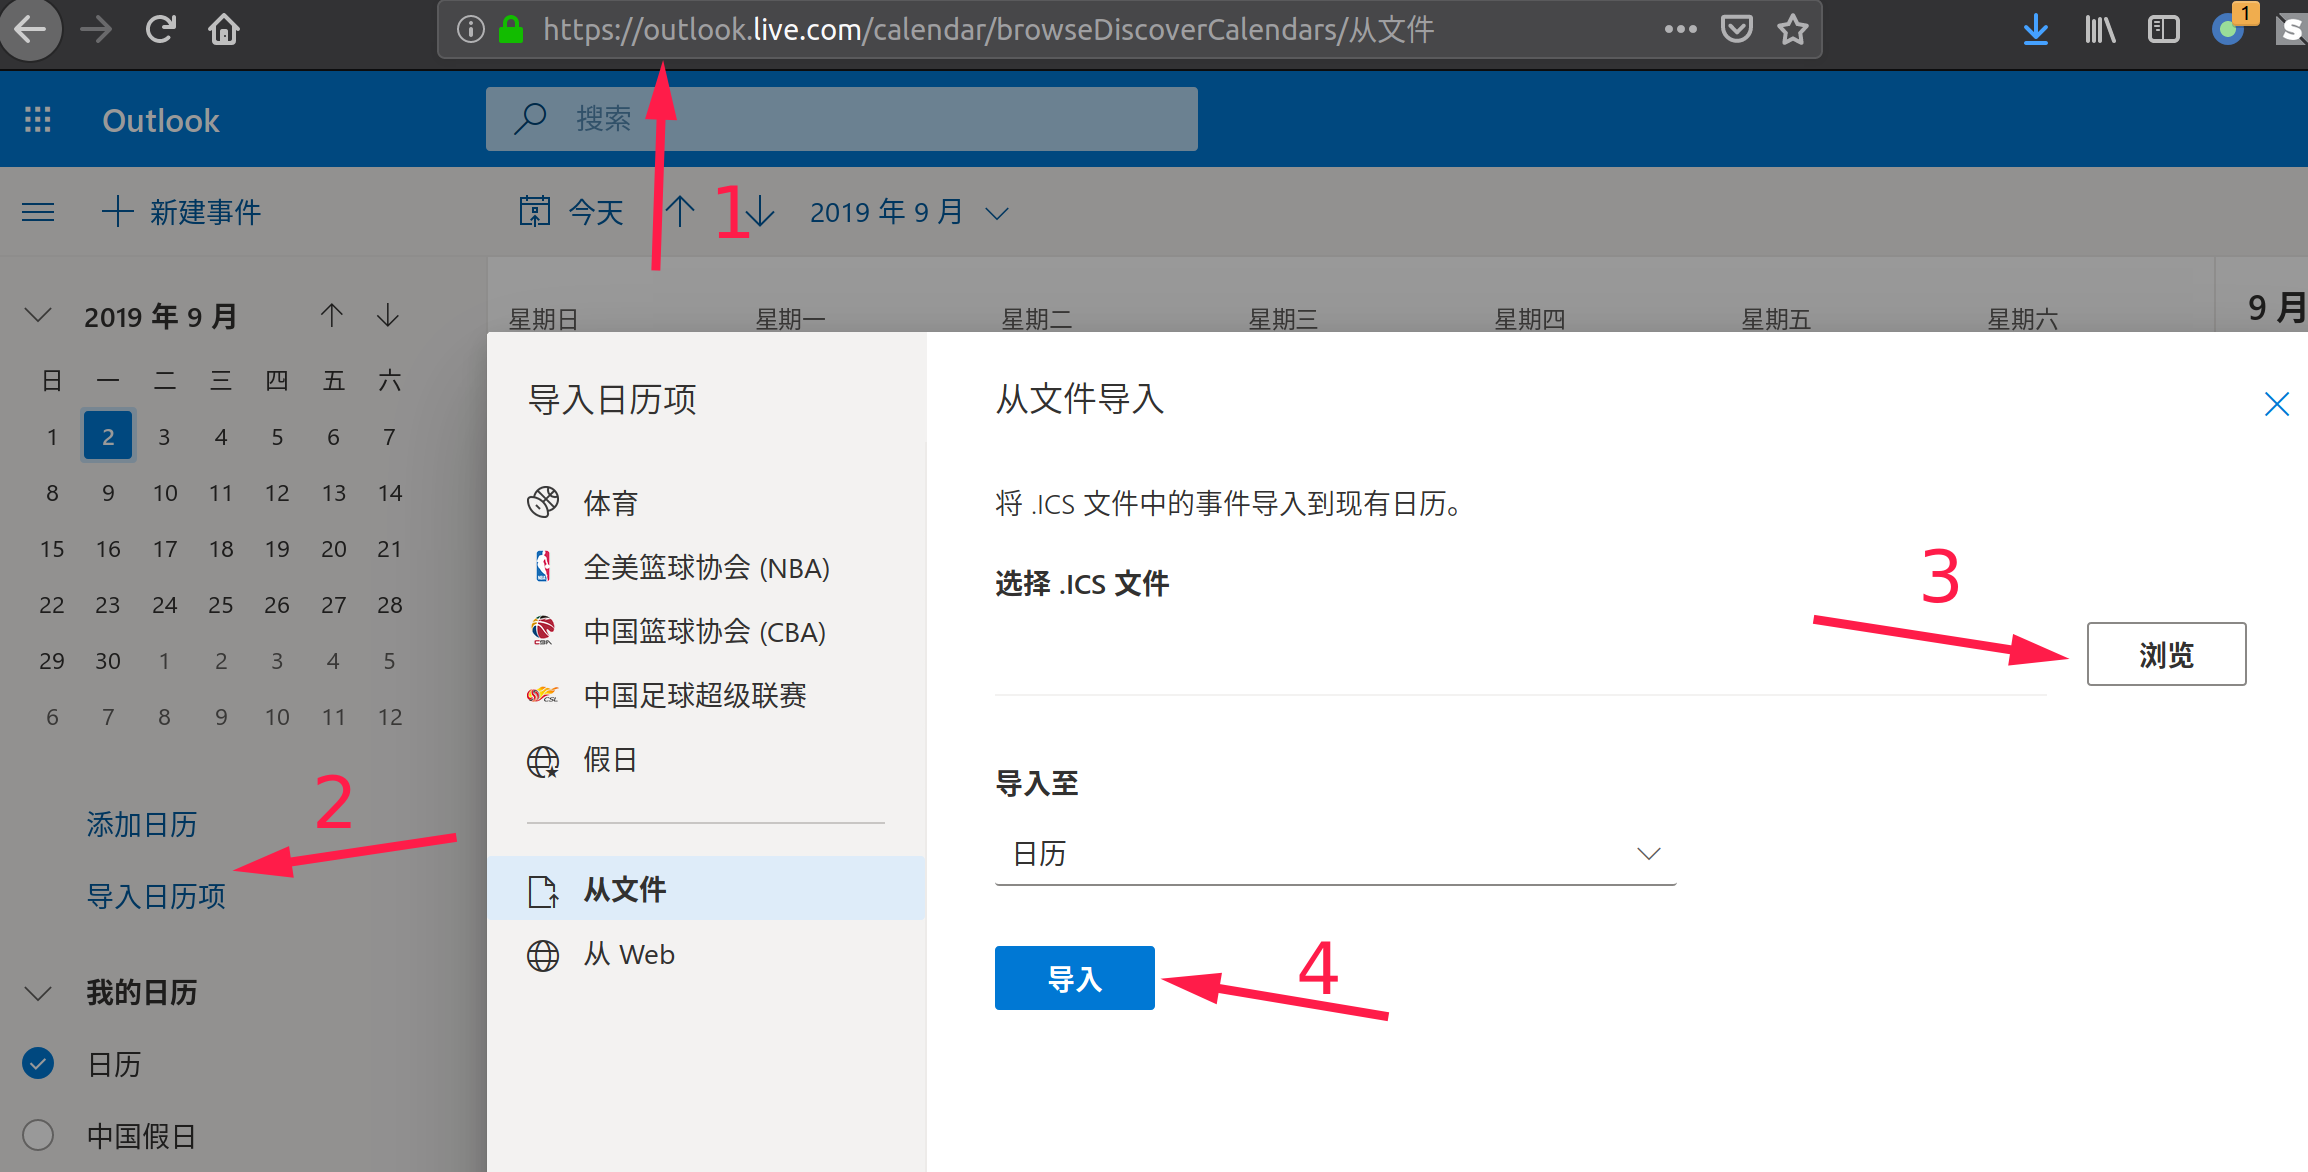 https://outlook.live.com/calendar/browseDiscoverCalendars/从文件
1
Outlook
搜索
新建事件
今天
1
2019 年 9 月
2019 年 9 月
日 一 二 三 四 五 六
1 2 3 4 5 6 7
8 9 10 11 12 13 14
15 16 17 18 19 20 21
22 23 24 25 26 27 28
29 30 1 2 3 4 5
6 7 8 9 10 11 12
2
添加日历
导入日历项
我的日历
日历
中国假日
星期日 星期一 星期二 星期三 星期四 星期五 星期六
9 月
导入日历项
体育
全美篮球协会 (NBA)
中国篮球协会 (CBA)
中国足球超级联赛
假日
从文件
从 Web
从文件导入
将 .ICS 文件中的事件导入到现有日历。
选择 .ICS 文件
3
浏览
导入至
日历
导入
4